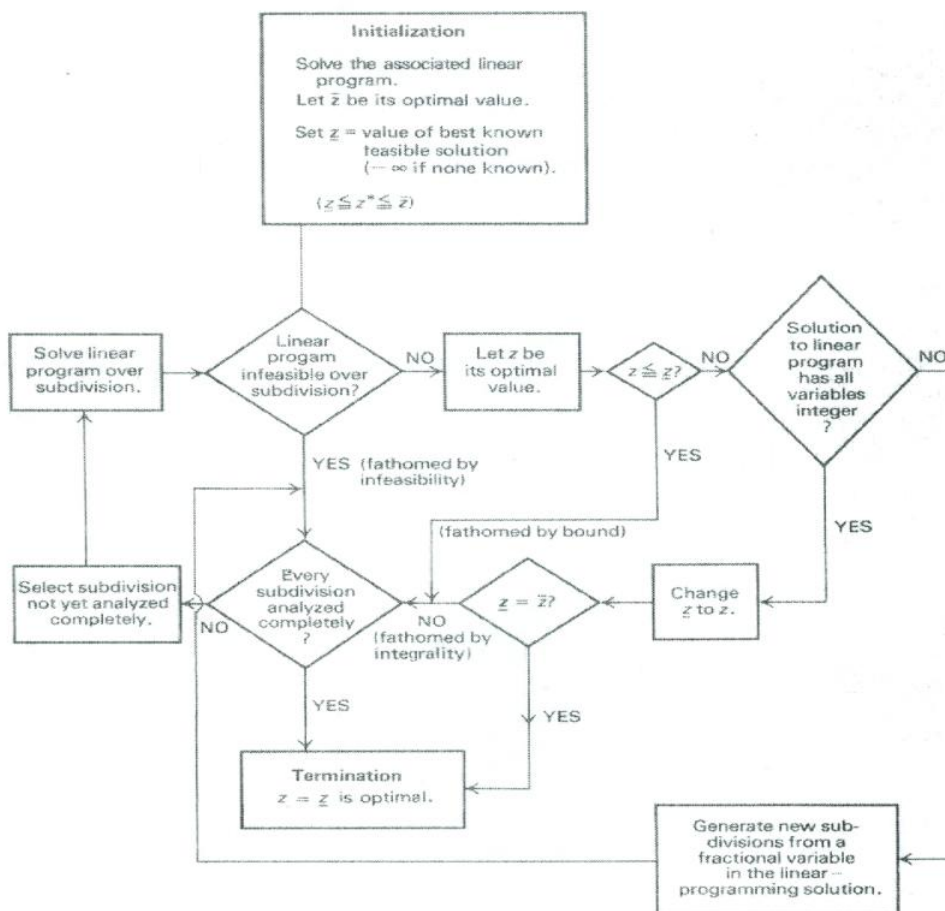 Initialization
Solve the associated linear
program.
Let z̄ be its optimal value.
Set z̲ = value of best known
feasible solution
(−∞ if none known).
(z̲ ≦ z* ≦ z̄)
Solve linear
program over
subdivision.
Linear
progam
infeasible over
subdivision?
NO
Let z be
its optimal
value.
z ≦ z̲?
NO
Solution
to linear
program
has all
variables
integer
?
NO
YES (fathomed by
infeasibility)
YES
YES
(fathomed by bound)
Select subdivision
not yet analyzed
completely.
NO
Every
subdivision
analyzed
completely
?
NO
(fathomed by
integrality)
z̲ = z̄?
Change
z̲ to z.
YES
YES
Termination
z = z̲ is optimal.
Generate new sub-
divisions from a
fractional variable
in the linear–
programming solution.